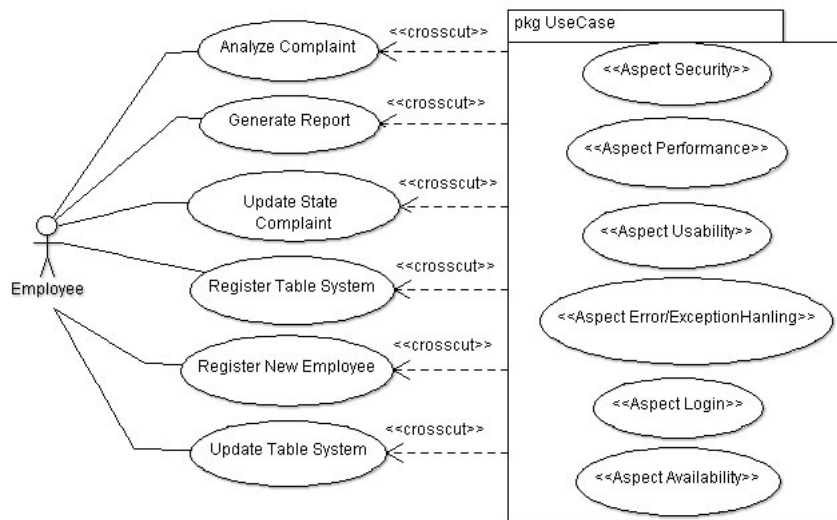 pkg UseCase
<<crosscut>>
Analyze Complaint
<<Aspect Security>>
<<crosscut>>
Generate Report
<<Aspect Performance>>
<<crosscut>>
Update State
Complaint
<<Aspect Usability>>
<<crosscut>>
Employee
Register Table System
<<Aspect Error/ExceptionHanling>>
<<crosscut>>
Register New Employee
<<Aspect Login>>
<<crosscut>>
Update Table System
<<Aspect Availability>>